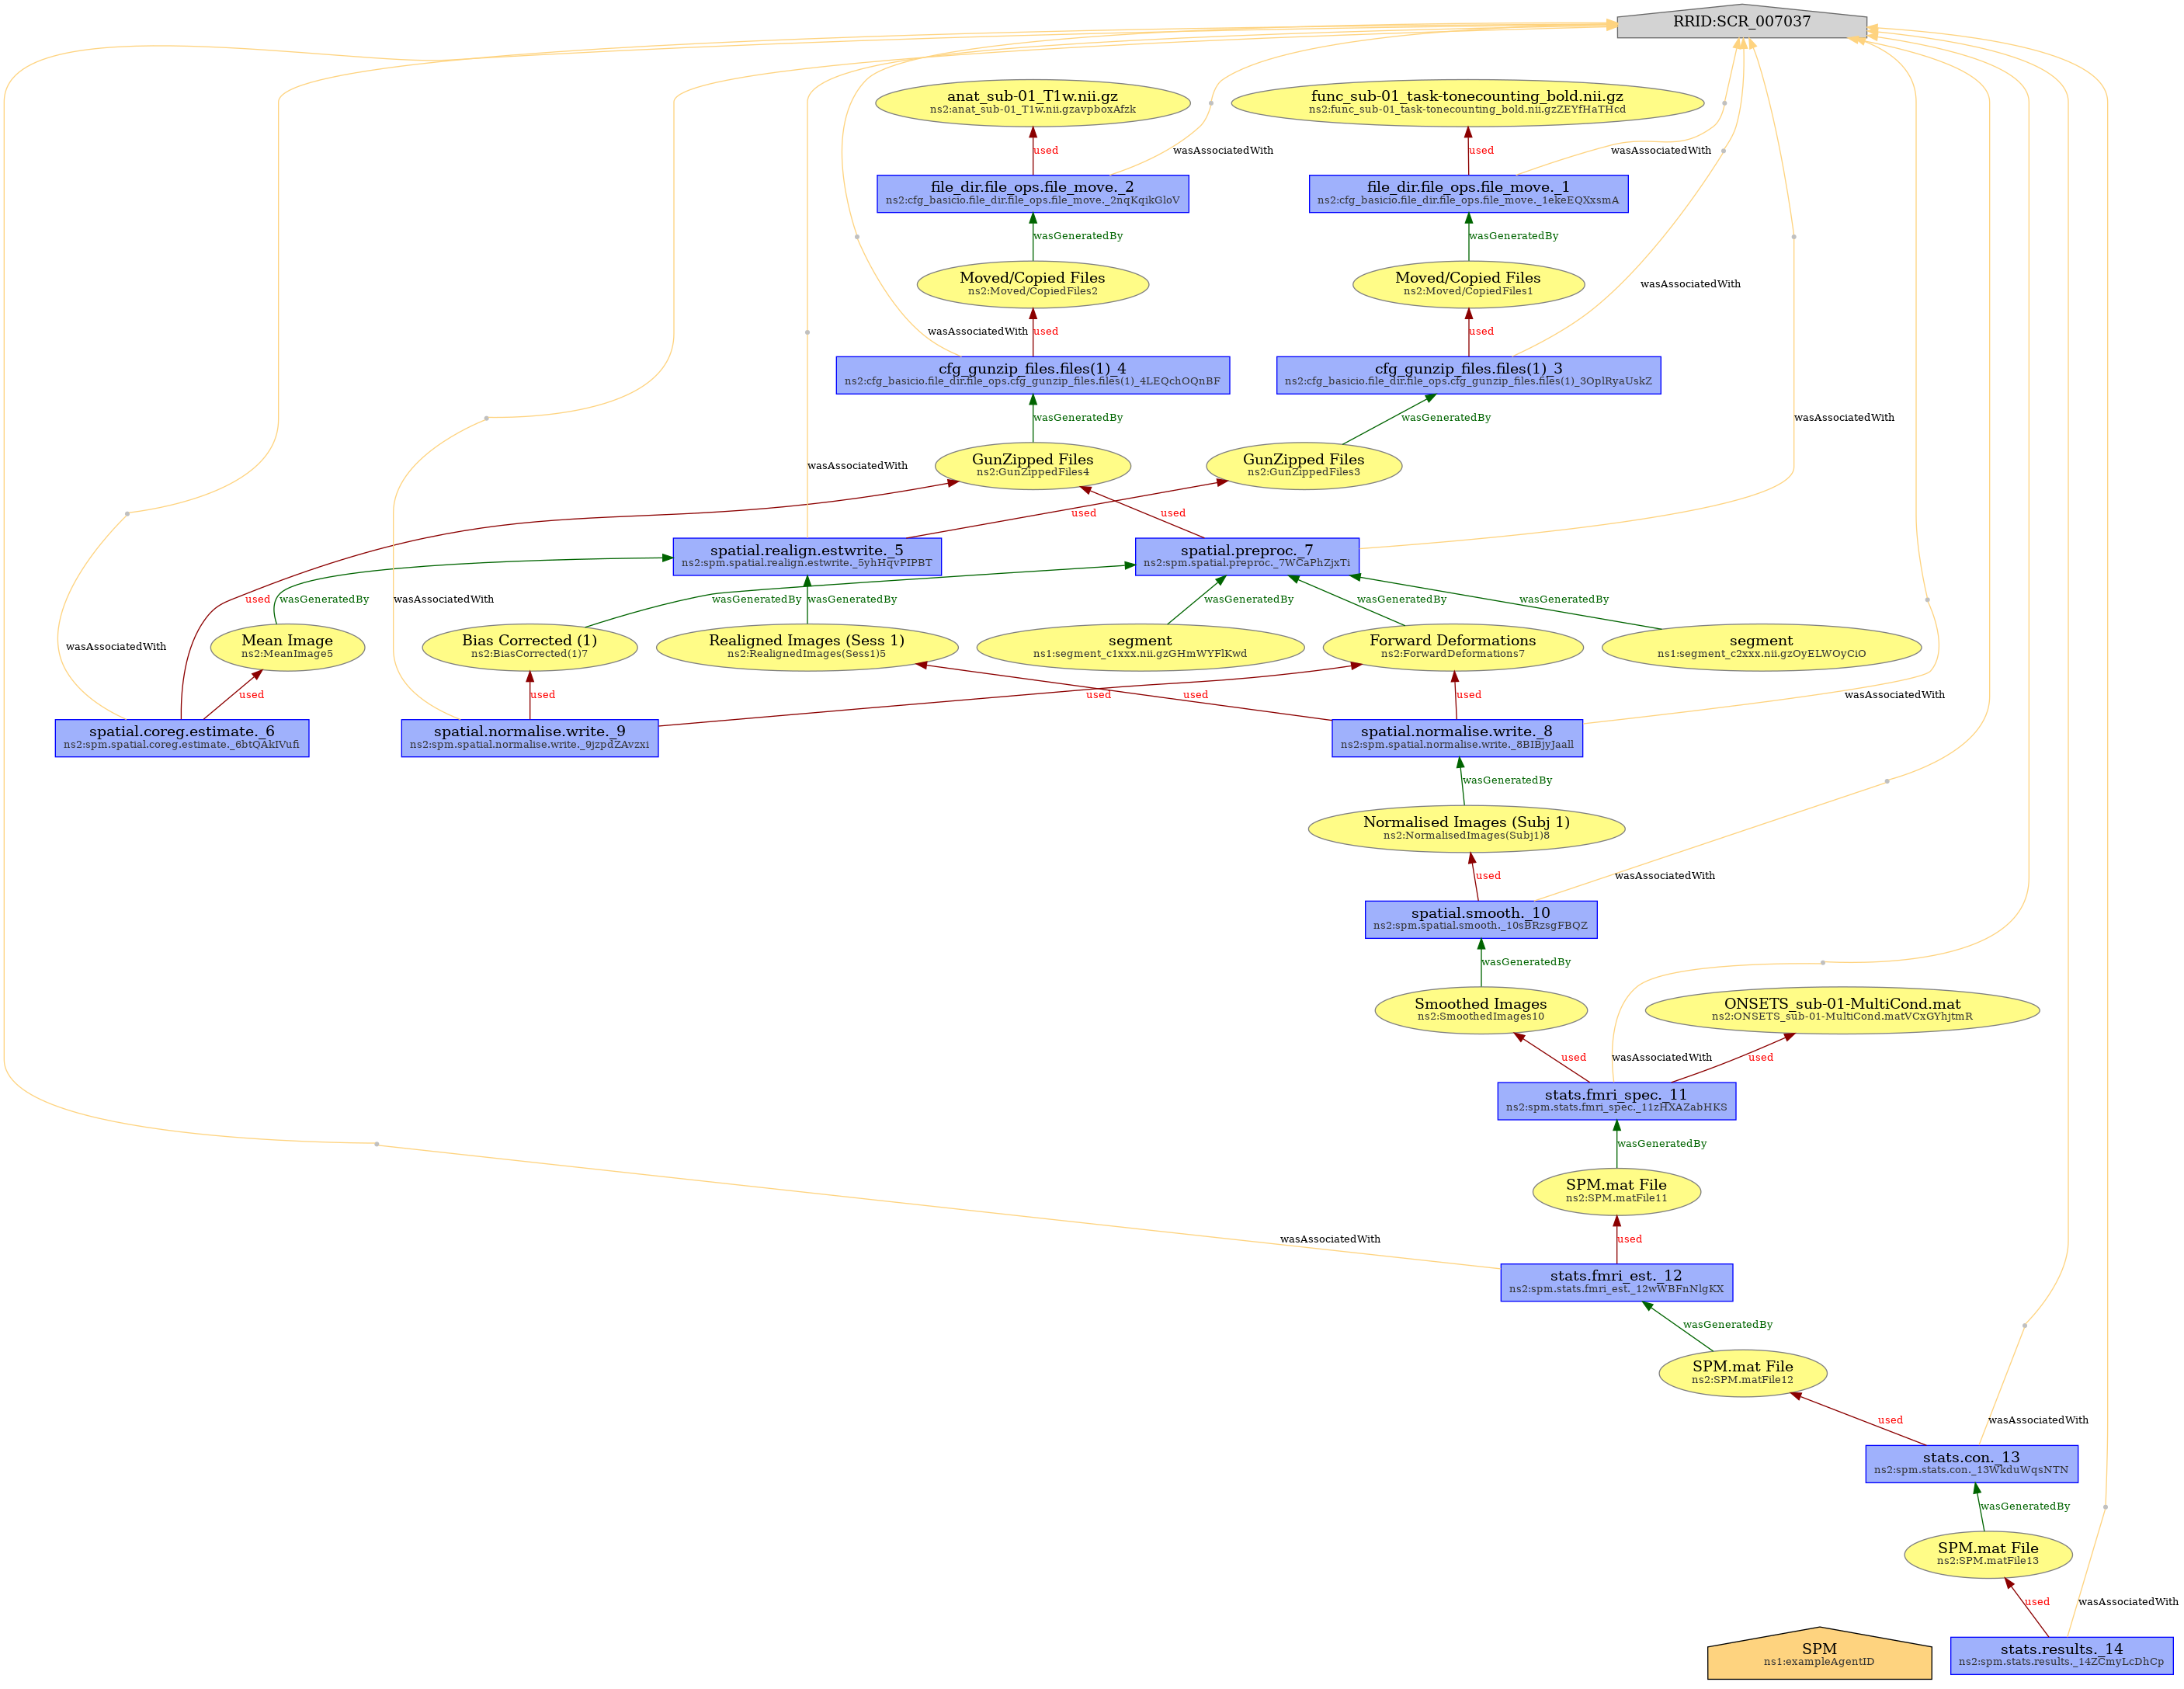 RRID:SCR_007037
anat_sub-01_T1w.nii.gz
ns2:anat_sub-01_T1w.nii.gzavpboxAfzk
func_sub-01_task-tonecounting_bold.nii.gz
ns2:func_sub-01_task-tonecounting_bold.nii.gzZEYfHaTHcd
used
wasAssociatedWith
used
wasAssociatedWith
file_dir.file_ops.file_move._2
ns2:cfg_basicio.file_dir.file_ops.file_move._2nqKqikGloV
file_dir.file_ops.file_move._1
ns2:cfg_basicio.file_dir.file_ops.file_move._1ekeEQXxsmA
wasGeneratedBy
wasGeneratedBy
Moved/Copied Files
ns2:Moved/CopiedFiles2
Moved/Copied Files
ns2:Moved/CopiedFiles1
wasAssociatedWith
wasAssociatedWith
used
used
cfg_gunzip_files.files(1)_4
ns2:cfg_basicio.file_dir.file_ops.cfg_gunzip_files.files(1)_4LEQchOQnBF
cfg_gunzip_files.files(1)_3
ns2:cfg_basicio.file_dir.file_ops.cfg_gunzip_files.files(1)_3OplRyaUskZ
wasGeneratedBy
wasGeneratedBy
wasAssociatedWith
wasAssociatedWith
GunZipped Files
ns2:GunZippedFiles4
GunZipped Files
ns2:GunZippedFiles3
used
used
spatial.realign.estwrite._5
ns2:spm.spatial.realign.estwrite._5yhHqvPIPBT
spatial.preproc._7
ns2:spm.spatial.preproc._7WCaPhZjxTi
used
wasGeneratedBy
wasAssociatedWith
wasGeneratedBy
wasGeneratedBy
wasGeneratedBy
wasGeneratedBy
wasGeneratedBy
wasAssociatedWith
Mean Image
ns2:MeanImage5
Bias Corrected (1)
ns2:BiasCorrected(1)7
Realigned Images (Sess 1)
ns2:RealignedImages(Sess1)5
segment
ns1:segment_c1xxx.nii.gzGHmWYFlKwd
Forward Deformations
ns2:ForwardDeformations7
segment
ns1:segment_c2xxx.nii.gzOyELWOyCiO
used
used
used
used
used
wasAssociatedWith
spatial.coreg.estimate._6
ns2:spm.spatial.coreg.estimate._6btQAkIVufi
spatial.normalise.write._9
ns2:spm.spatial.normalise.write._9jzpdZAvzxi
spatial.normalise.write._8
ns2:spm.spatial.normalise.write._8BIBjyJaall
wasGeneratedBy
Normalised Images (Subj 1)
ns2:NormalisedImages(Subj1)8
used
wasAssociatedWith
spatial.smooth._10
ns2:spm.spatial.smooth._10sBRzsgFBQZ
wasGeneratedBy
Smoothed Images
ns2:SmoothedImages10
ONSETS_sub-01-MultiCond.mat
ns2:ONSETS_sub-01-MultiCond.matVCxGYhjtmR
used
wasAssociatedWith
used
stats.fmri_spec._11
ns2:spm.stats.fmri_spec._11zHXAZabHKS
wasGeneratedBy
SPM.mat File
ns2:SPM.matFile11
wasAssociatedWith
used
stats.fmri_est._12
ns2:spm.stats.fmri_est._12wWBFnNlgKX
wasGeneratedBy
SPM.mat File
ns2:SPM.matFile12
used
wasAssociatedWith
stats.con._13
ns2:spm.stats.con._13WkduWqsNTN
wasGeneratedBy
SPM.mat File
ns2:SPM.matFile13
used
wasAssociatedWith
SPM
ns1:exampleAgentID
stats.results._14
ns2:spm.stats.results._14ZCmyLcDhCp